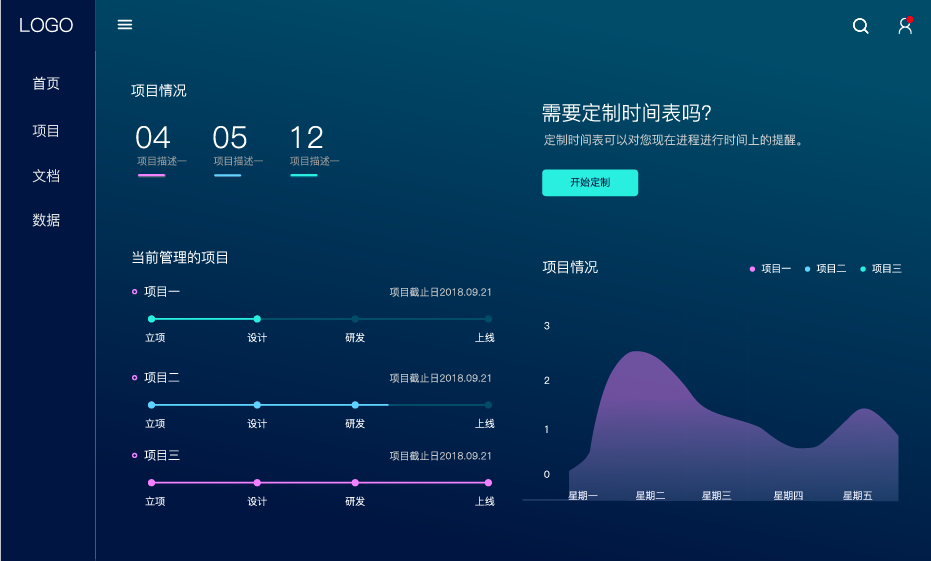 LOGO
首页
项目
文档
数据
项目情况
04 05 12
项目描述一 项目描述一 项目描述一
需要定制时间表吗?
定制时间表可以对您现在进程进行时间上的提醒。
开始定制
当前管理的项目
项目一 项目截止日2018.09.21
立项 设计 研发 上线
项目二 项目截止日2018.09.21
立项 设计 研发 上线
项目三 项目截止日2018.09.21
立项 设计 研发 上线
项目情况 项目一 项目二 项目三
3
2
1
0
星期一 星期二 星期三 星期四 星期五